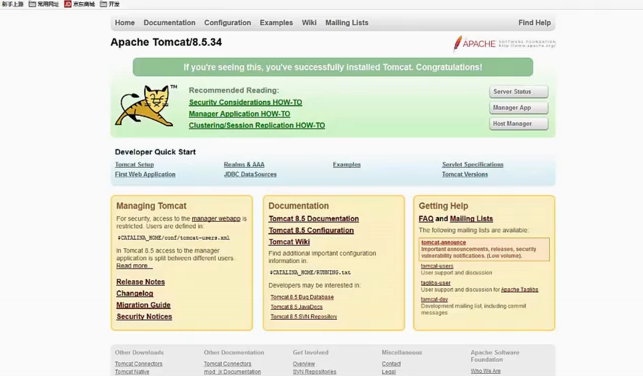 新手上路 常用网址 京东商城 开发
Home Documentation Configuration Examples Wiki Mailing Lists Find Help
Apache Tomcat/8.5.34
APACHE SOFTWARE FOUNDATION
http://www.apache.org/
If you're seeing this, you've successfully installed Tomcat. Congratulations!
TM
Recommended Reading:
Security Considerations HOW-TO
Manager Application HOW-TO
Clustering/Session Replication HOW-TO
Server Status
Manager App
Host Manager
Developer Quick Start
Tomcat Setup
First Web Application
Realms & AAA
JDBC DataSources
Examples
Servlet Specifications
Tomcat Versions
Managing Tomcat
For security, access to the manager webapp is
restricted. Users are defined in:
$CATALINA_HOME/conf/tomcat-users.xml
In Tomcat 8.5 access to the manager
application is split between different users.
Read more...
Release Notes
Changelog
Migration Guide
Security Notices
Documentation
Tomcat 8.5 Documentation
Tomcat 8.5 Configuration
Tomcat Wiki
Find additional important configuration
information in:
$CATALINA_HOME/RUNNING.txt
Developers may be interested in:
Tomcat 8.5 Bug Database
Tomcat 8.5 JavaDocs
Tomcat 8.5 SVN Repository
Getting Help
FAQ and Mailing Lists
The following mailing lists are available:
tomcat-announce
Important announcements, releases, security
vulnerability notifications. (Low volume).
tomcat-users
User support and discussion
taglibs-user
User support and discussion for Apache Taglibs
tomcat-dev
Development mailing list, including commit
messages
Other Downloads
Tomcat Connectors
Tomcat Native
Other Documentation
Tomcat Connectors
mod_jk Documentation
Get Involved
Overview
SVN Repositories
Miscellaneous
Contact
Legal
Apache Software
Foundation
Who We Are